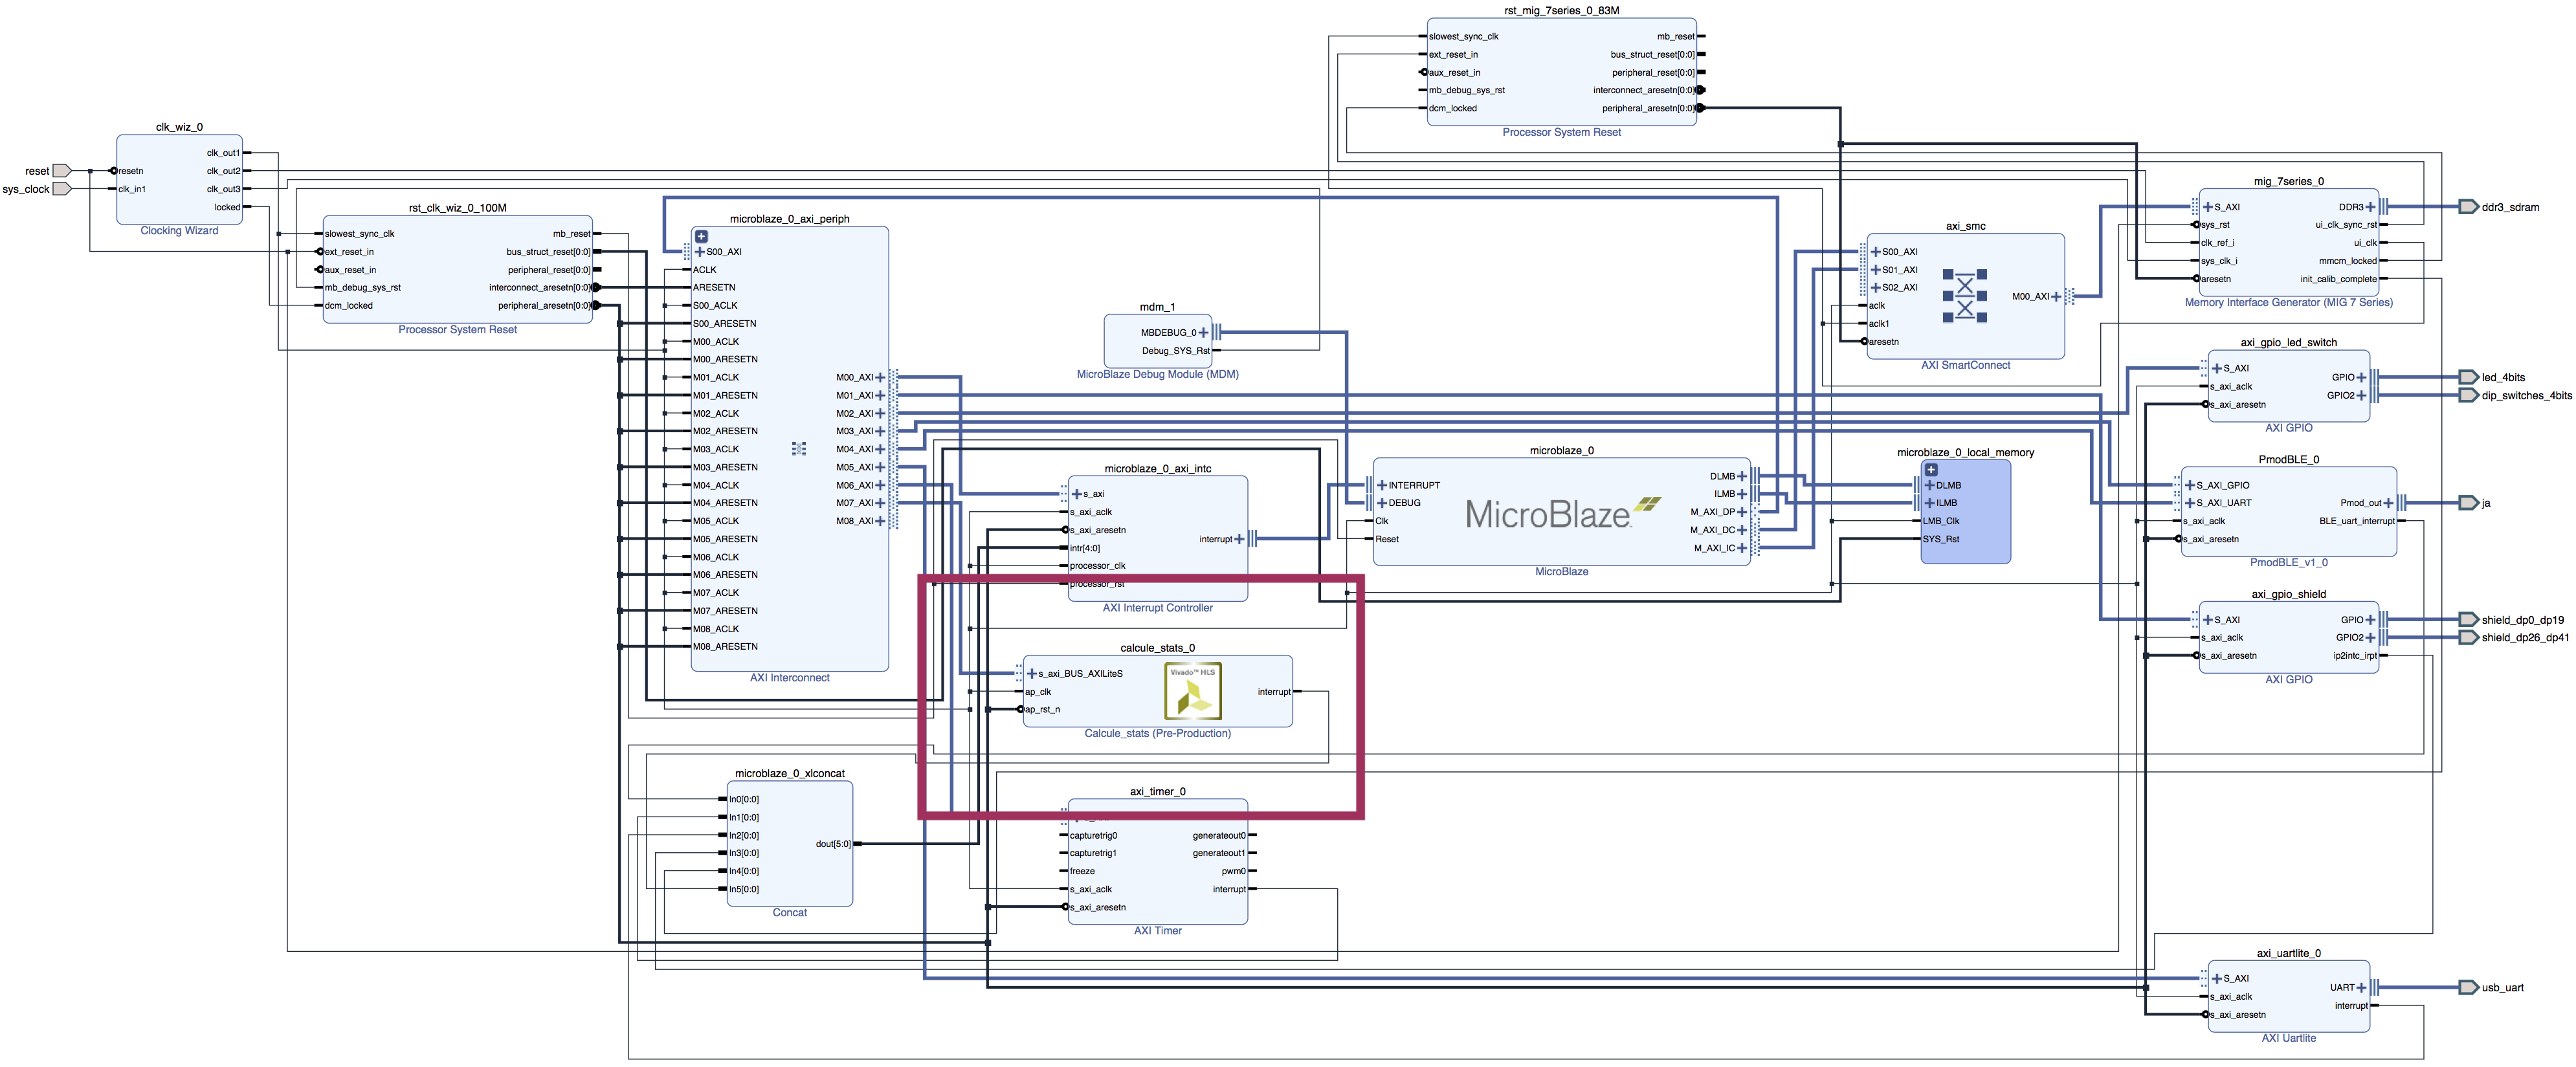 rst_mig_7series_0_83M
slowest_sync_clk
ext_reset_in
aux_reset_in
mb_debug_sys_rst
dcm_locked
mb_reset
bus_struct_reset[0:0]
peripheral_reset[0:0]
interconnect_aresetn[0:0]
peripheral_aresetn[0:0]
Processor System Reset
reset
sys_clock
clk_wiz_0
resetn
clk_in1
clk_out1
clk_out2
clk_out3
locked
Clocking Wizard
rst_clk_wiz_0_100M
slowest_sync_clk
ext_reset_in
aux_reset_in
mb_debug_sys_rst
dcm_locked
mb_reset
bus_struct_reset[0:0]
peripheral_reset[0:0]
interconnect_aresetn[0:0]
peripheral_aresetn[0:0]
Processor System Reset
microblaze_0_axi_periph
S00_AXI
ACLK
ARESETN
S00_ACLK
S00_ARESETN
M00_ACLK
M00_ARESETN
M01_ACLK
M01_ARESETN
M02_ACLK
M02_ARESETN
M03_ACLK
M03_ARESETN
M04_ACLK
M04_ARESETN
M05_ACLK
M05_ARESETN
M06_ACLK
M06_ARESETN
M07_ACLK
M07_ARESETN
M08_ACLK
M08_ARESETN
M00_AXI
M01_AXI
M02_AXI
M03_AXI
M04_AXI
M05_AXI
M06_AXI
M07_AXI
M08_AXI
AXI Interconnect
mdm_1
MBDEBUG_0
Debug_SYS_Rst
MicroBlaze Debug Module (MDM)
microblaze_0_axi_intc
s_axi
s_axi_aclk
s_axi_aresetn
intr[4:0]
processor_clk
processor_rst
interrupt
AXI Interrupt Controller
calcule_stats_0
s_axi_BUS_AXILiteS
ap_clk
ap_rst_n
Vivado™ HLS
interrupt
Calcule_stats (Pre-Production)
microblaze_0_xlconcat
In0[0:0]
In1[0:0]
In2[0:0]
In3[0:0]
In4[0:0]
In5[0:0]
dout[5:0]
Concat
axi_timer_0
capturetrig0
capturetrig1
freeze
s_axi_aclk
s_axi_aresetn
generateout0
generateout1
pwm0
interrupt
AXI Timer
microblaze_0
INTERRUPT
DEBUG
Clk
Reset
MicroBlaze
DLMB
ILMB
M_AXI_DP
M_AXI_DC
M_AXI_IC
MicroBlaze
axi_smc
S00_AXI
S01_AXI
S02_AXI
aclk
aclk1
aresetn
M00_AXI
AXI SmartConnect
microblaze_0_local_memory
DLMB
ILMB
LMB_Clk
SYS_Rst
mig_7series_0
S_AXI
sys_rst
clk_ref_i
sys_clk_i
aresetn
DDR3
ui_clk_sync_rst
ui_clk
mmcm_locked
init_calib_complete
Memory Interface Generator (MIG 7 Series)
ddr3_sdram
axi_gpio_led_switch
S_AXI
s_axi_aclk
s_axi_aresetn
GPIO
GPIO2
AXI GPIO
led_4bits
dip_switches_4bits
PmodBLE_0
S_AXI_GPIO
S_AXI_UART
s_axi_aclk
s_axi_aresetn
Pmod_out
BLE_uart_interrupt
PmodBLE_v1_0
ja
axi_gpio_shield
S_AXI
s_axi_aclk
s_axi_aresetn
GPIO
GPIO2
ip2intc_irpt
AXI GPIO
shield_dp0_dp19
shield_dp26_dp41
axi_uartlite_0
S_AXI
s_axi_aclk
s_axi_aresetn
UART
interrupt
AXI Uartlite
usb_uart